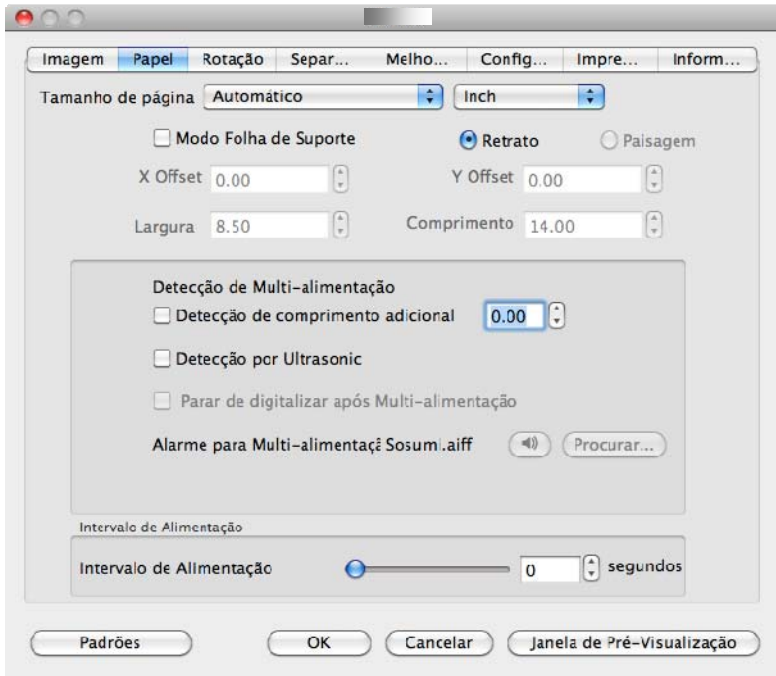 Imagem Papel Rotação Separ... Melho... Config... Impre... Inform...
Tamanho de página Automático Inch
Modo Folha de Suporte Retrato Paisagem
X Offset 0.00 Y Offset 0.00
Largura 8.50 Comprimento 14.00
Detecção de Multi-alimentação
Detecção de comprimento adicional 0.00
Detecção por Ultrasonic
Parar de digitalizar após Multi-alimentação
Alarme para Multi-alimentaçã Sosumi.aiff Procurar...
Intervalo de Alimentação
Intervalo de Alimentação 0 segundos
Padrões OK Cancelar Janela de Pré-Visualização